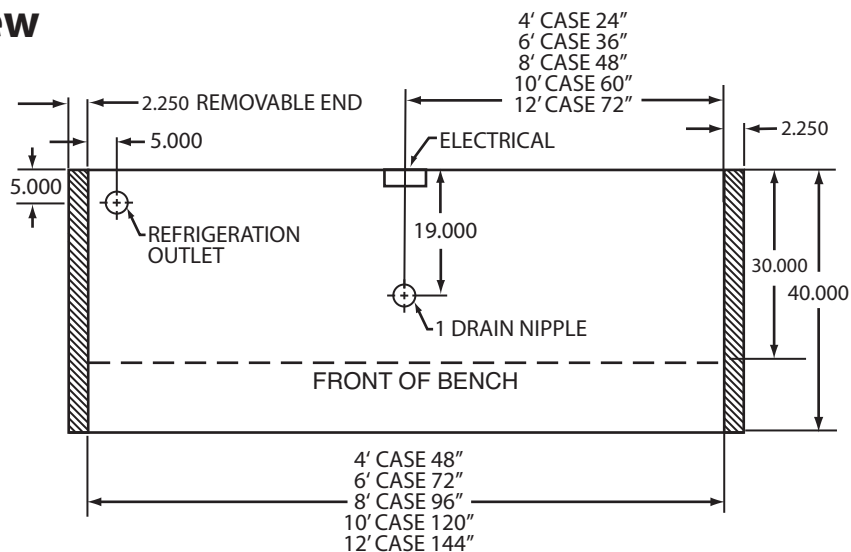 ew
4' CASE 24”
6' CASE 36”
8' CASE 48”
10' CASE 60”
12' CASE 72”
2.250 REMOVABLE END
2.250
5.000
ELECTRICAL
5.000
REFRIGERATION
OUTLET
19.000
30.000
40.000
1 DRAIN NIPPLE
FRONT OF BENCH
4' CASE 48”
6' CASE 72”
8' CASE 96”
10' CASE 120”
12' CASE 144”